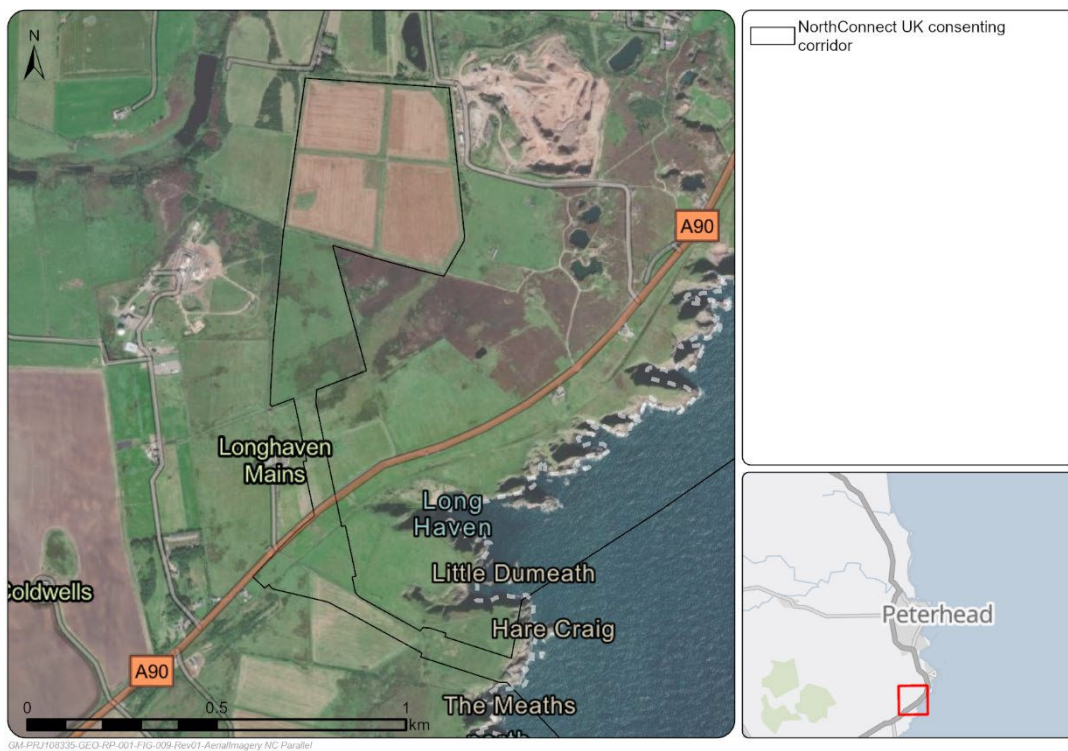 N
NorthConnect UK consenting
corridor
A90
Longhaven
Mains
Long
Haven
Little Dumeath
Coldwells
Hare Craig
A90
The Meaths
north
0
0.5
1
km
Peterhead
GM-PRJ108335-GEO-RP-001-FIG-009-Rev01-AerialImagery NC Parallel